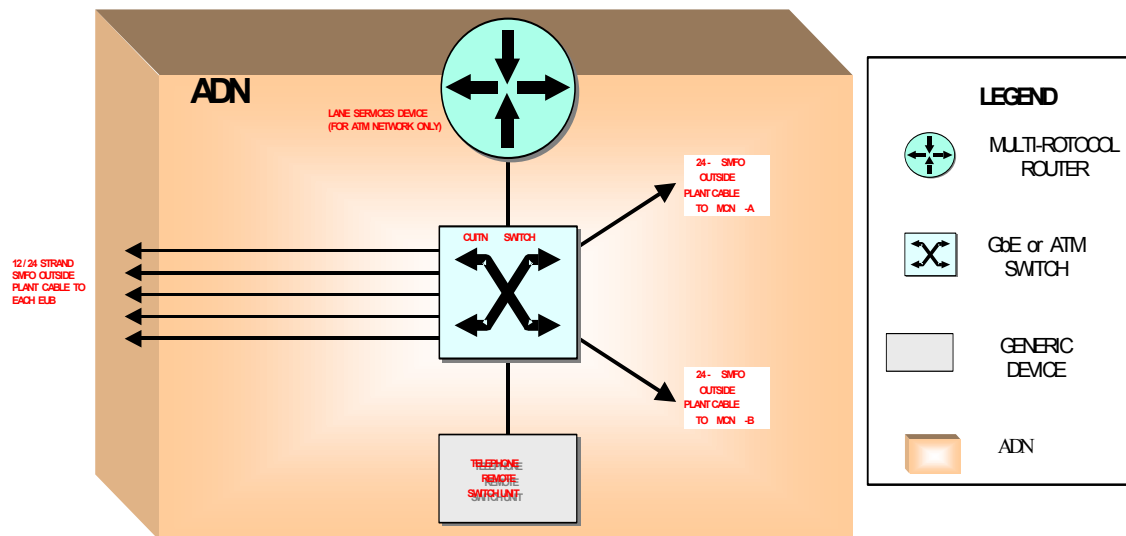 ADN
LANE SERVICES DEVICE
(FOR ATM NETWORK ONLY)
24 - SMFO
OUTSIDE
PLANT CABLE
TO MCN -A
CUITN SWITCH
12 / 24 STRAND
SMFO OUTSIDE
PLANT CABLE TO
EACH EUB
24 - SMFO
OUTSIDE
PLANT CABLE
TO MCN -B
TELEPHONE
REMOTE
SWITCH UNIT
LEGEND
MULTI-ROTOCOL
ROUTER
GbE or ATM
SWITCH
GENERIC
DEVICE
ADN